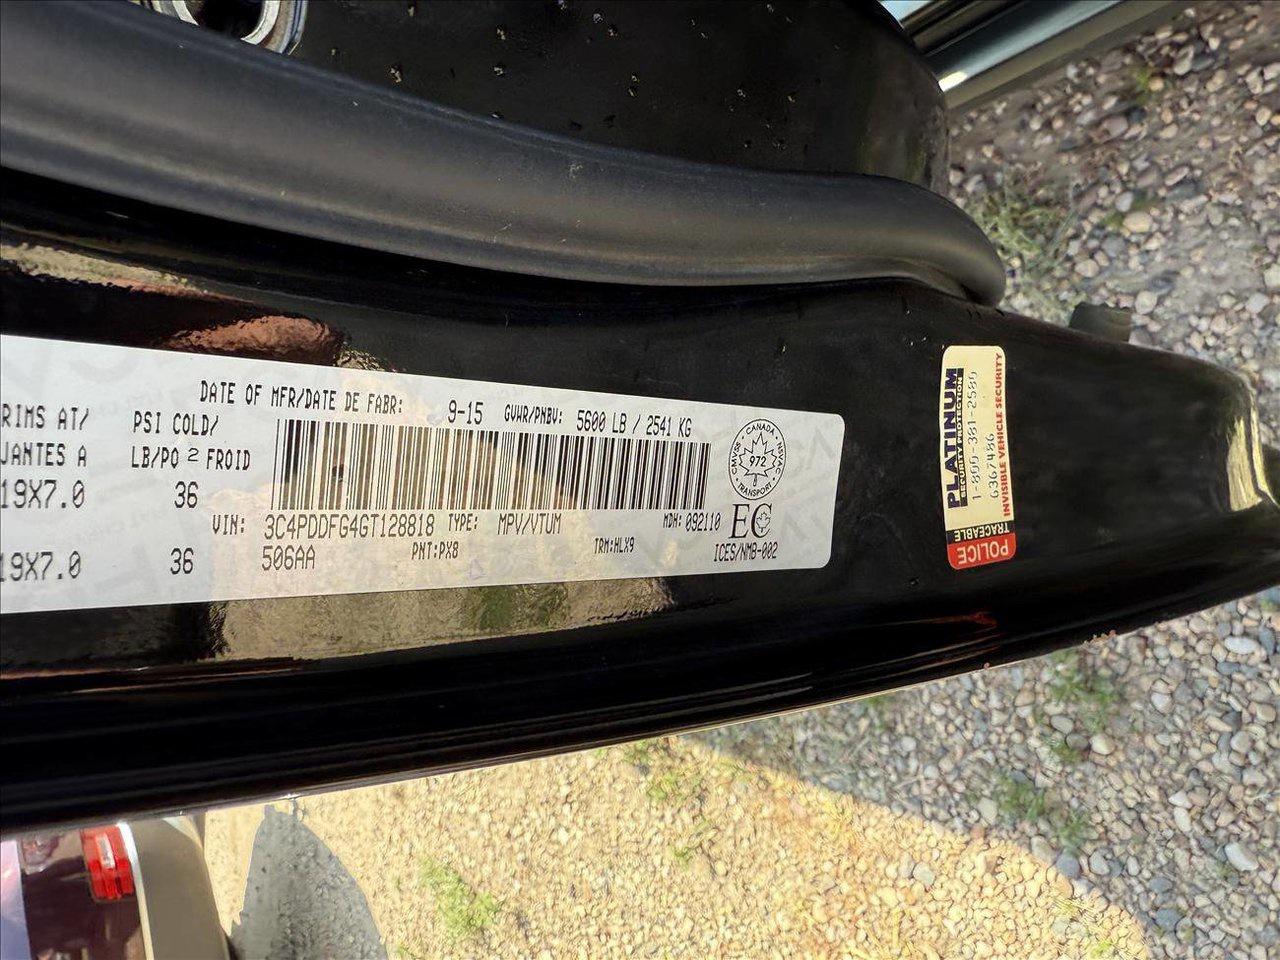 DATE OF MFR/DATE DE FABR: 9-15 GVWR/PNBV: 5600 LB / 2541 KG
RIMS AT/ PSI COLD/
JANTES A LB/PO 2 FROID
19X7.0 36
VIN: 3C4PDDFG4GT128818 TYPE: MPV/VTUM MDH: 092110
19X7.0 36 506AA PNT:PX8 TRM:HLX9 ICES/NMB-002
CANADA
CMVSS NSVAC
972
TRANSPORT
EC
PLATINUM
SECURITY PROTECTION
1-800-381-2580
6367486
INVISIBLE VEHICLE SECURITY
TRACEABLE
POLICE